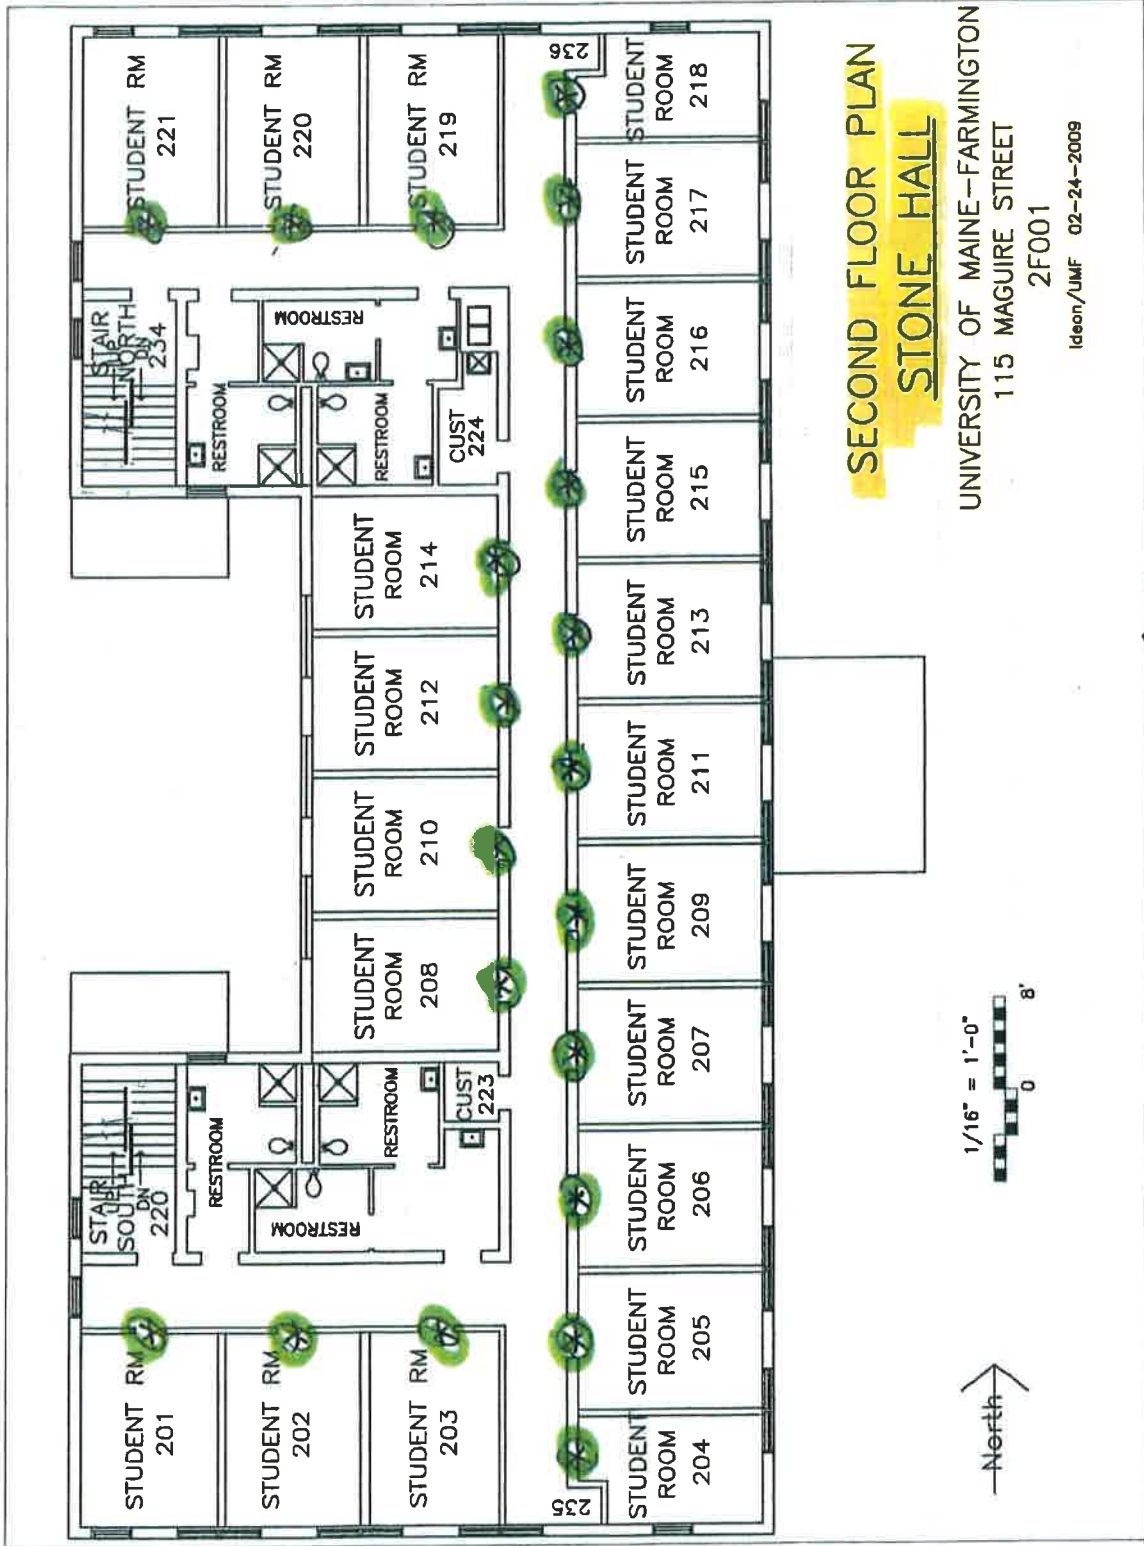 STUDENT RM
221
STUDENT RM
220
STUDENT RM
219
236
STUDENT
ROOM
218
STUDENT
ROOM
217
STUDENT
ROOM
216
STUDENT
ROOM
215
STUDENT
ROOM
213
STUDENT
ROOM
211
STUDENT
ROOM
209
STUDENT
ROOM
207
STUDENT
ROOM
206
STUDENT
ROOM
205
STUDENT
ROOM
204
235
STAIR
UP
NORTH
DN
234
RESTROOM
RESTROOM
RESTROOM
CUST
224
STUDENT
ROOM
214
STUDENT
ROOM
212
STUDENT
ROOM
210
STUDENT
ROOM
208
CUST
223
RESTROOM
RESTROOM
RESTROOM
STAIR
UP
SOUTH
DN
220
STUDENT RM
201
STUDENT RM
202
STUDENT RM
203
SECOND FLOOR PLAN
STONE HALL
UNIVERSITY OF MAINE-FARMINGTON
115 MAGUIRE STREET
2F001
ideon/UMF 02-24-2009
1/16" = 1'-0"
0 8'
North